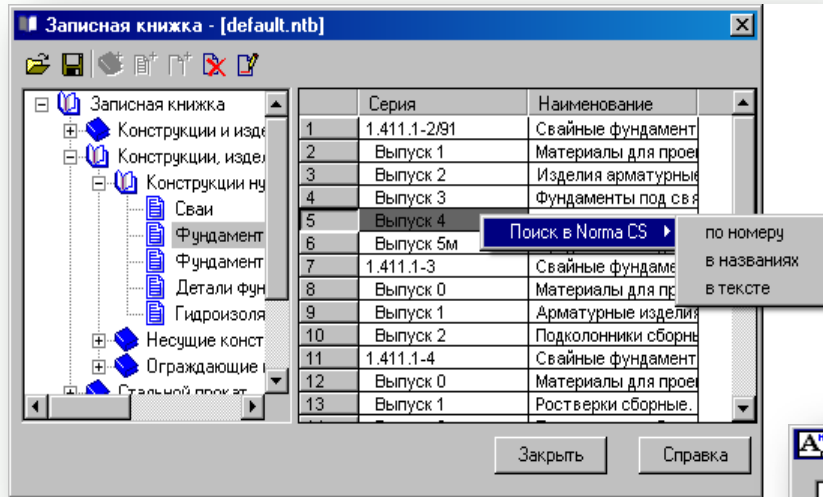 Записная книжка - [default.ntb]
Записная книжка
Конструкции и изде
Конструкции, издел
Конструкции ну
Сваи
Фундамент
Фундамент
Детали фун
Гидроизоля
Несущие конст
Ограждающие
Стальной прокат
Серия Наименование
1 1.411.1-2/91 Свайные фундамент
2 Выпуск 1 Материалы для прое
3 Выпуск 2 Изделия арматурные
4 Выпуск 3 Фундаменты под свя
5 Выпуск 4
6 Выпуск 5м
7 1.411.1-3 Свайные фундаме
8 Выпуск 0 Материалы для пр
9 Выпуск 1 Арматурные изделия
10 Выпуск 2 Подколонники сборнь
11 1.411.1-4 Свайные фундамент
12 Выпуск 0 Материалы для прое
13 Выпуск 1 Ростверки сборные.
Поиск в Norma CS
по номеру
в названиях
в тексте
Закрыть Справка